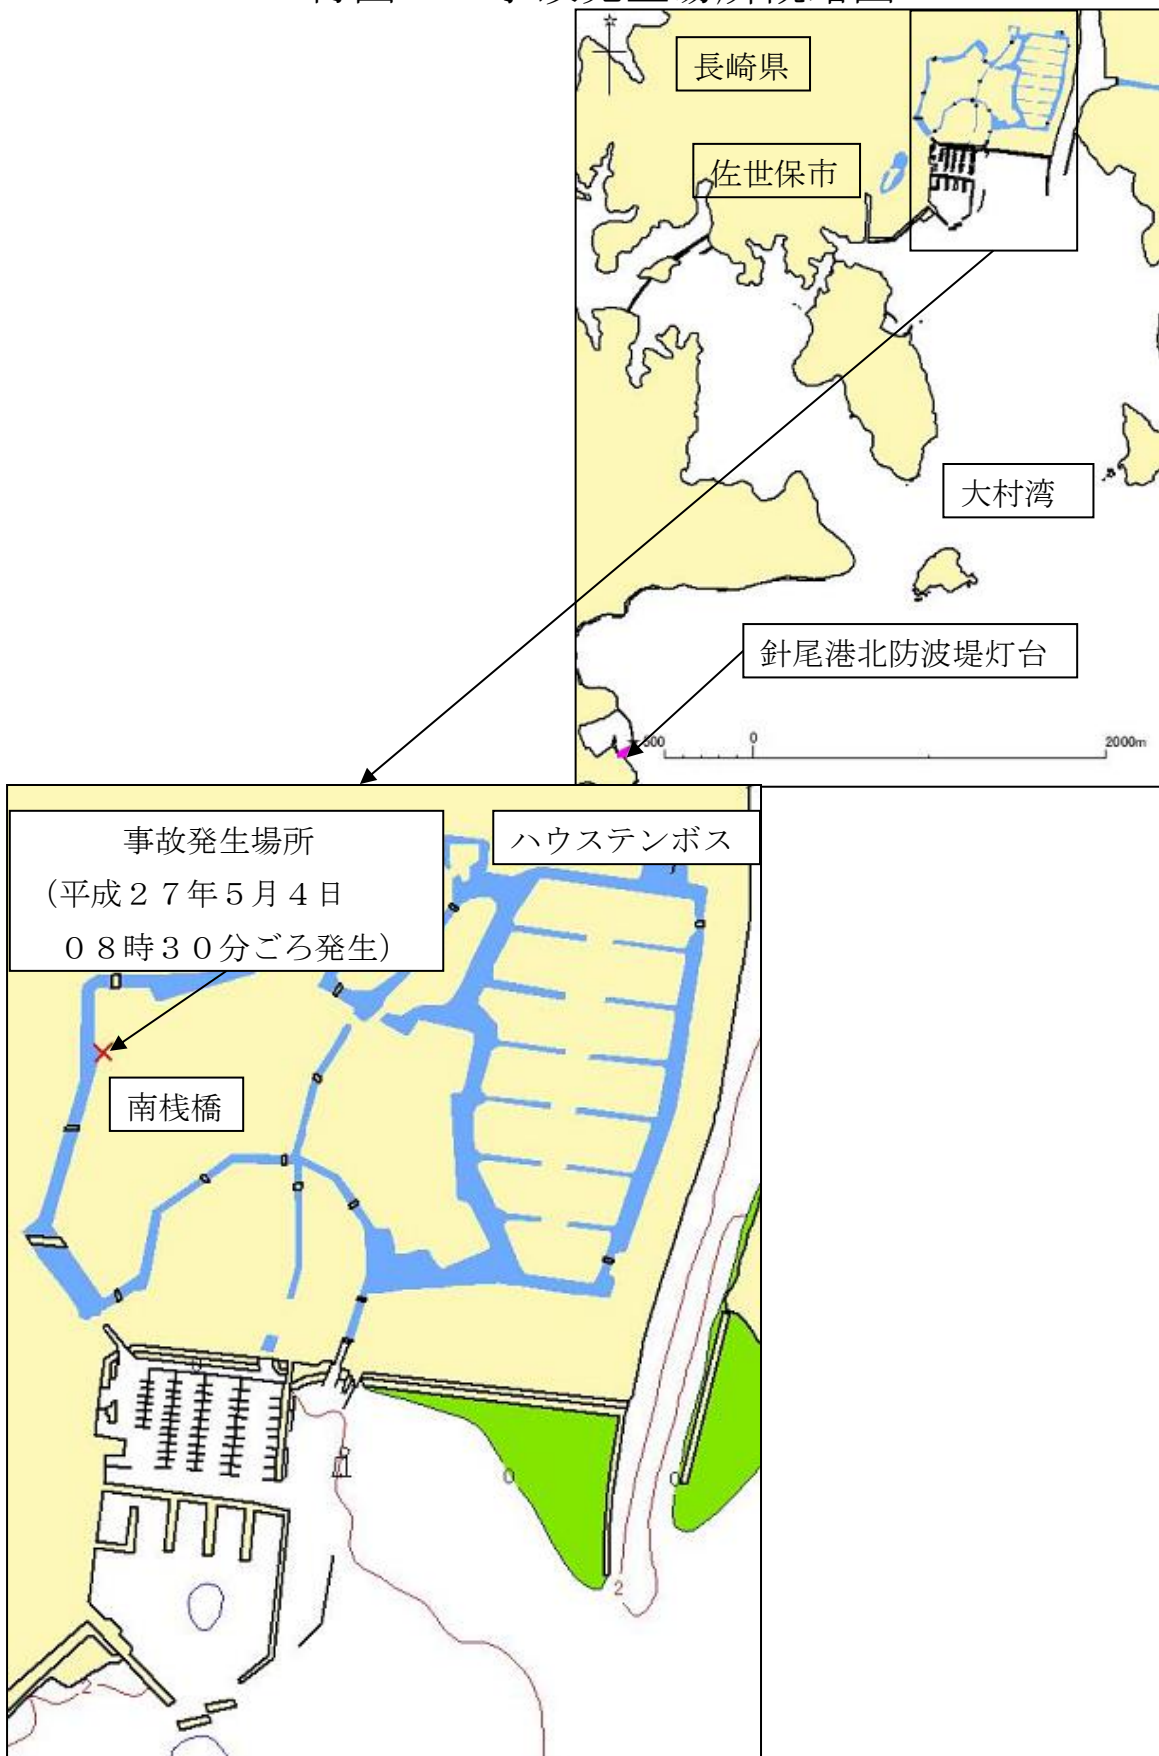 長崎県
佐世保市
大村湾
針尾港北防波堤灯台
500 0 2000m
事故発生場所
(平成27年5月4日
08時30分ごろ発生)
ハウステンボス
南桟橋
0
0
0
2
2